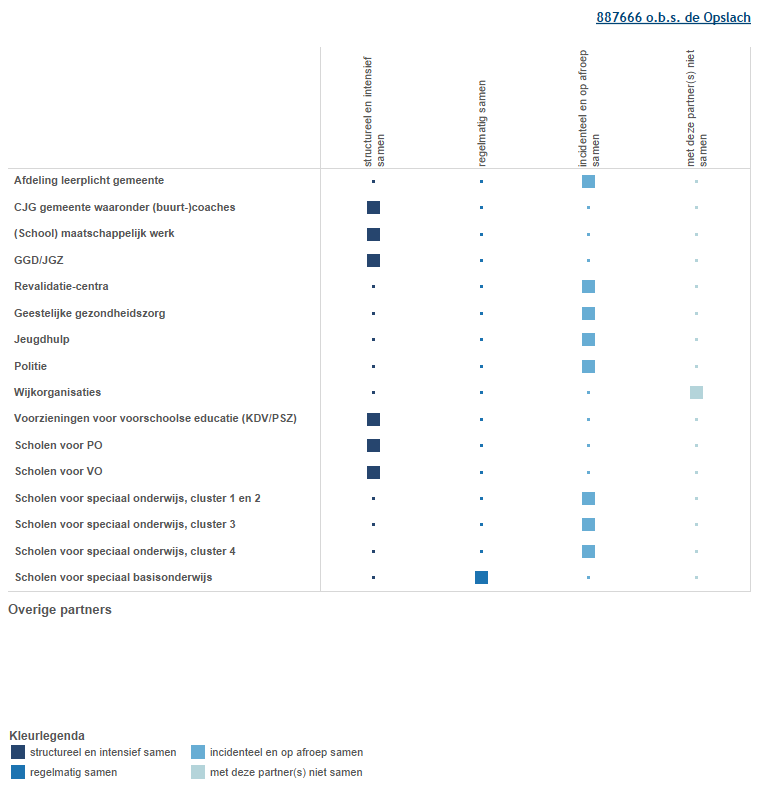 887666 o.b.s. de Opslach
structureel en intensief
samen
regelmatig samen
incidenteel en op afroep
samen
met deze partner(s) niet
samen
Afdeling leerplicht gemeente
CJG gemeente waaronder (buurt-)coaches
(School) maatschappelijk werk
GGD/JGZ
Revalidatie-centra
Geestelijke gezondheidszorg
Jeugdhulp
Politie
Wijkorganisaties
Voorzieningen voor voorschoolse educatie (KDV/PSZ)
Scholen voor PO
Scholen voor VO
Scholen voor speciaal onderwijs, cluster 1 en 2
Scholen voor speciaal onderwijs, cluster 3
Scholen voor speciaal onderwijs, cluster 4
Scholen voor speciaal basisonderwijs
Overige partners
Kleurlegenda
structureel en intensief samen
incidenteel en op afroep samen
regelmatig samen
met deze partner(s) niet samen